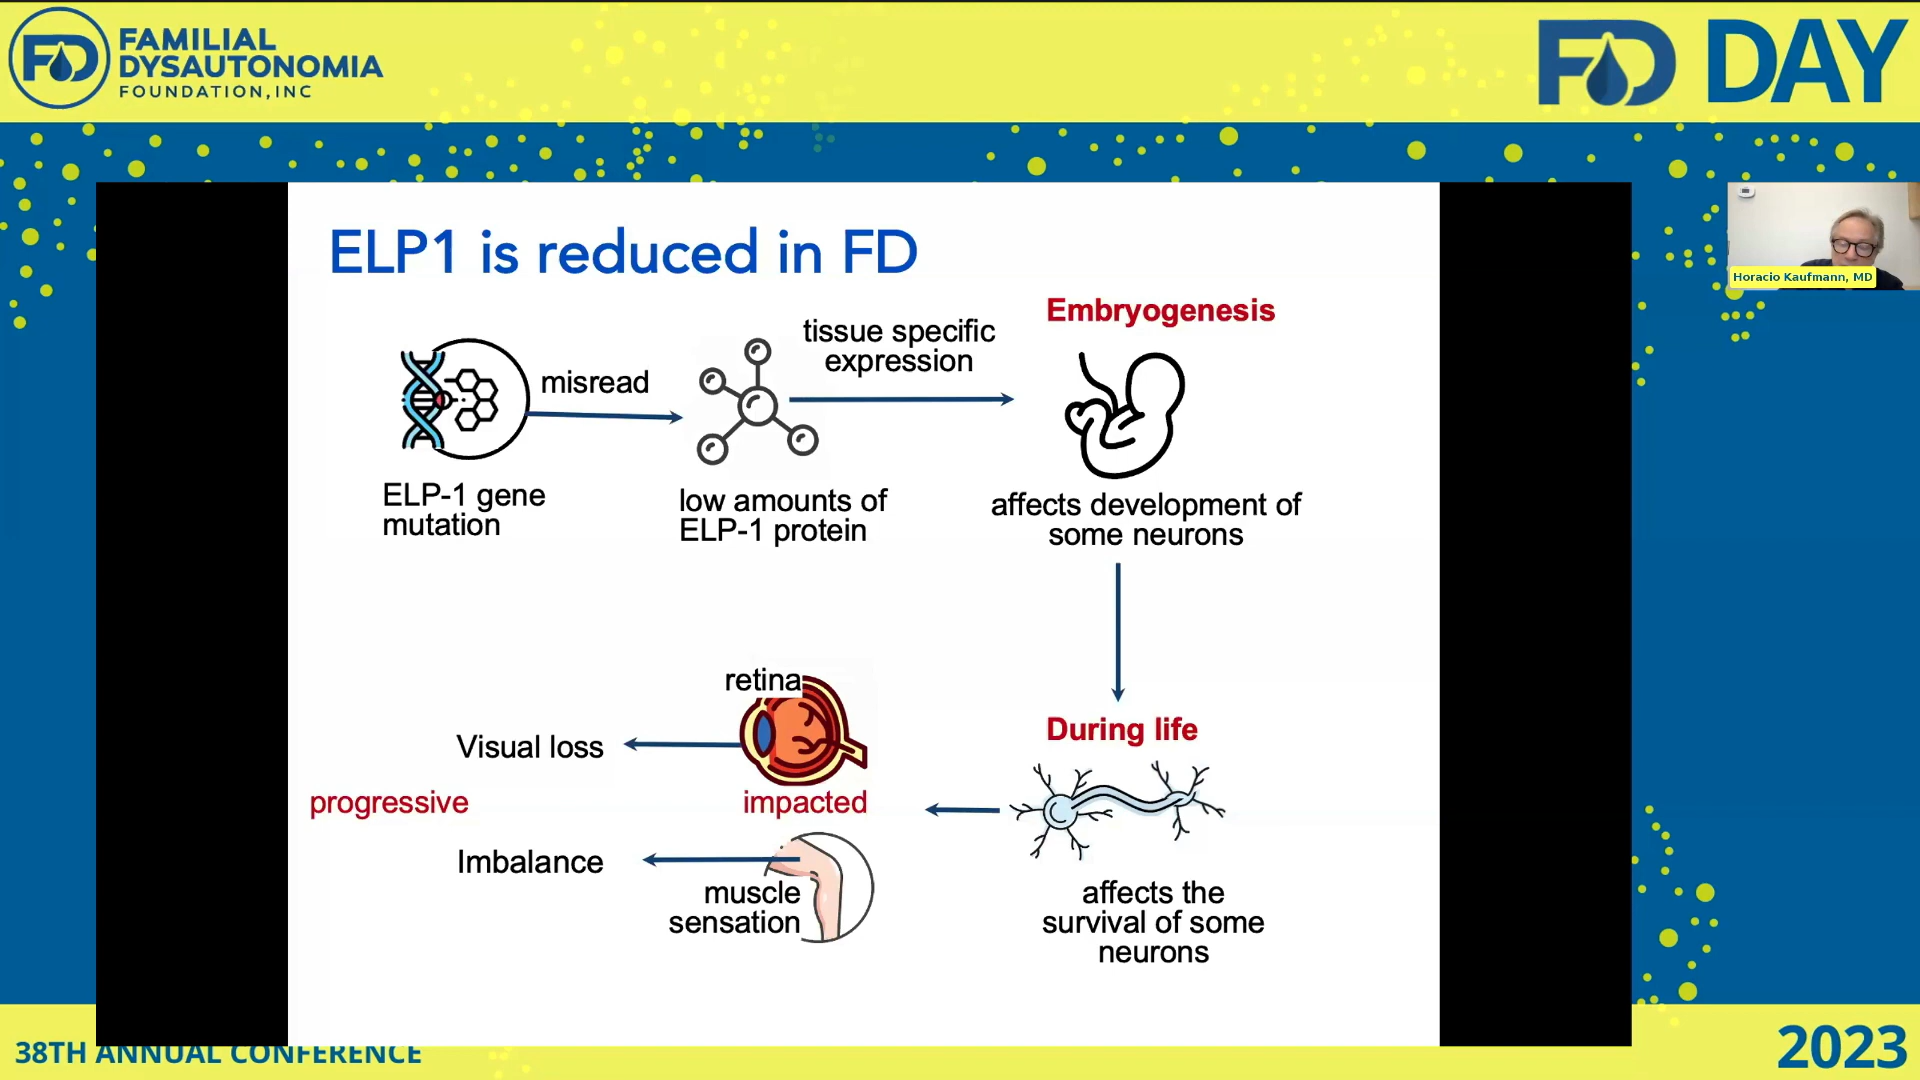 FAMILIAL
DYSAUTONOMIA
FOUNDATION, INC
FD
FD DAY
Horacio Kaufmann, MD
ELP1 is reduced in FD
misread
tissue specific
expression
Embryogenesis
ELP-1 gene
mutation
low amounts of
ELP-1 protein
affects development of
some neurons
During life
affects the
survival of some
neurons
retina
Visual loss
progressive
impacted
Imbalance
muscle
sensation
38TH ANNUAL CONFERENCE
2023